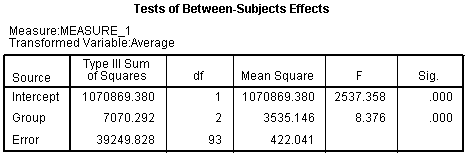 Tests of Between-Subjects Effects
Measure:MEASURE_1
Transformed Variable:Average
Source Type III Sum of Squares df Mean Square F Sig.
Intercept 1070869.380 1 1070869.380 2537.358 .000
Group 7070.292 2 3535.146 8.376 .000
Error 39249.828 93 422.041